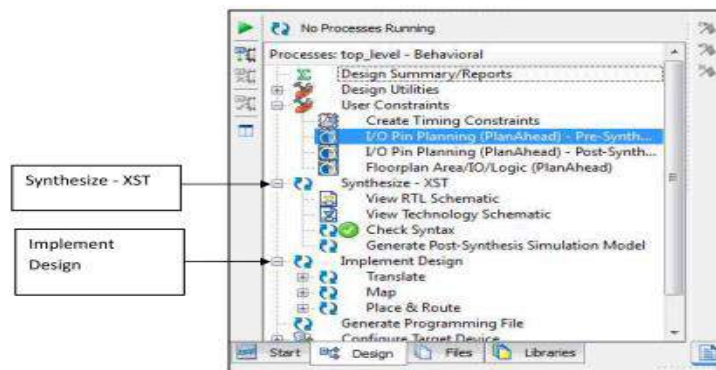 No Processes Running
Processes: top_level - Behavioral
Design Summary/Reports
Design Utilities
User Constraints
Create Timing Constraints
I/O Pin Planning (PlanAhead) - Pre-Synth...
I/O Pin Planning (PlanAhead) - Post-Synth...
Floorplan Area/IO/Logic (PlanAhead)
Synthesize - XST
Synthesize - XST
View RTL Schematic
View Technology Schematic
Check Syntax
Generate Post-Synthesis Simulation Model
Implement
Design
Implement Design
Translate
Map
Place & Route
Generate Programming File
Configure Target Device
Start Design Files Libraries